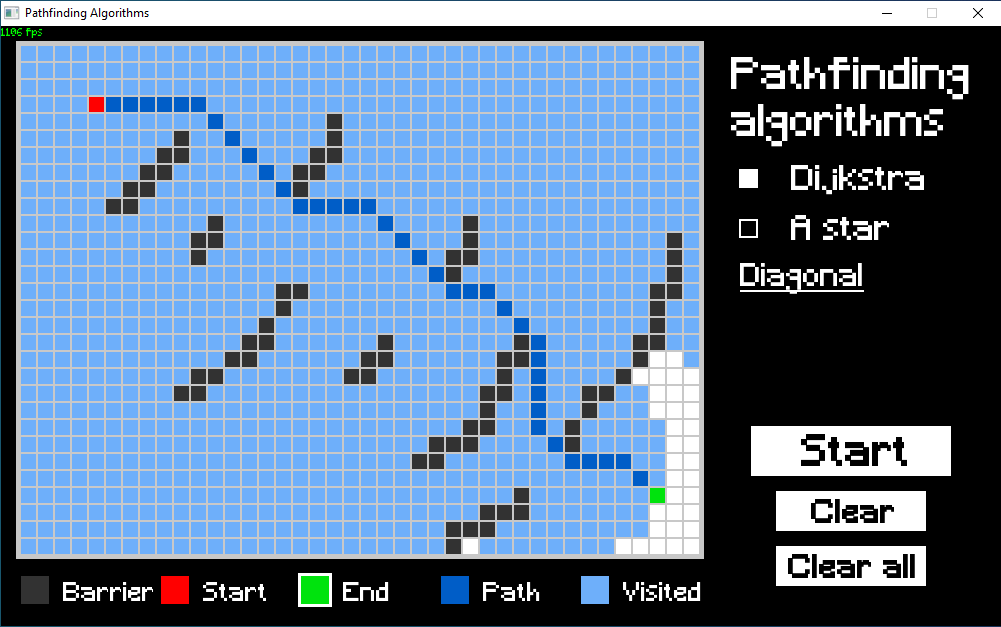 Pathfinding Algorithms
1106 fps
Pathfinding
algorithms
Dijkstra
A star
Diagonal
Start
Clear
Clear all
Barrier Start End Path Visited